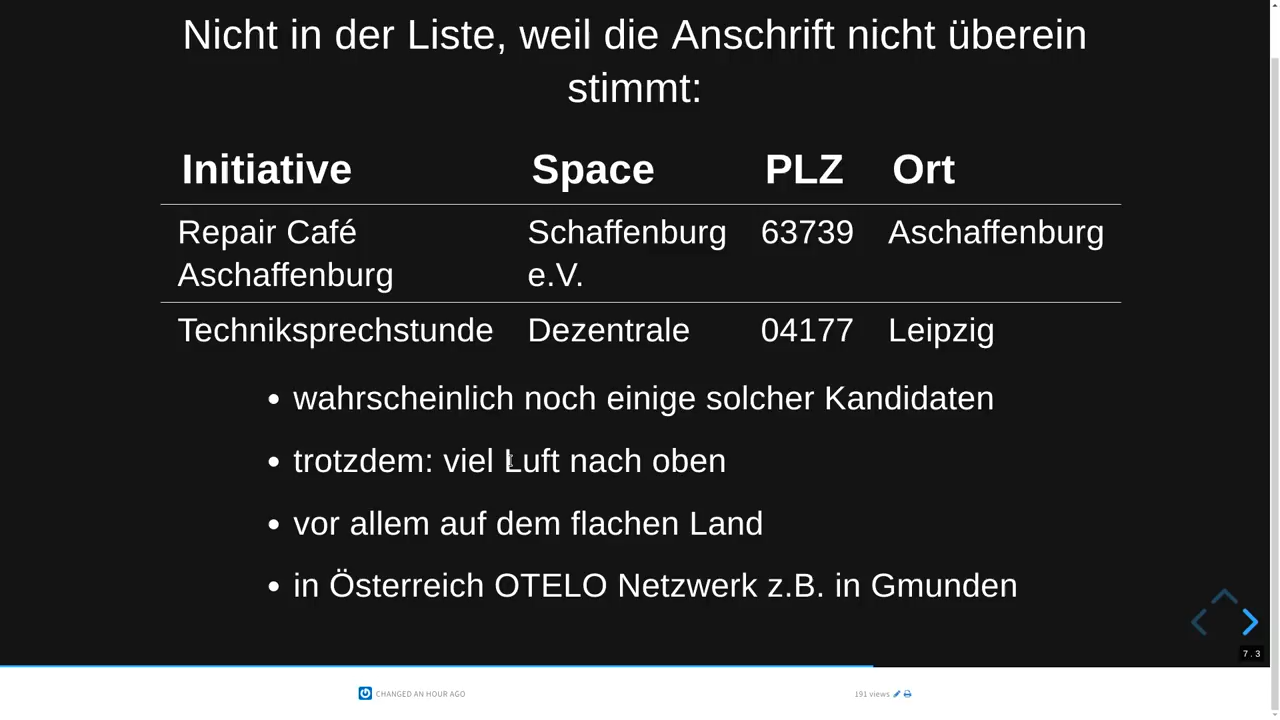 Nicht in der Liste, weil die Anschrift nicht überein
stimmt:
Initiative Space PLZ Ort
Repair Café Schaffenburg 63739 Aschaffenburg
Aschaffenburg e.V.
Techniksprechstunde Dezentrale 04177 Leipzig
• wahrscheinlich noch einige solcher Kandidaten
• trotzdem: viel Luft nach oben
• vor allem auf dem flachen Land
• in Österreich OTELO Netzwerk z.B. in Gmunden
7.3
CHANGED AN HOUR AGO 191 views